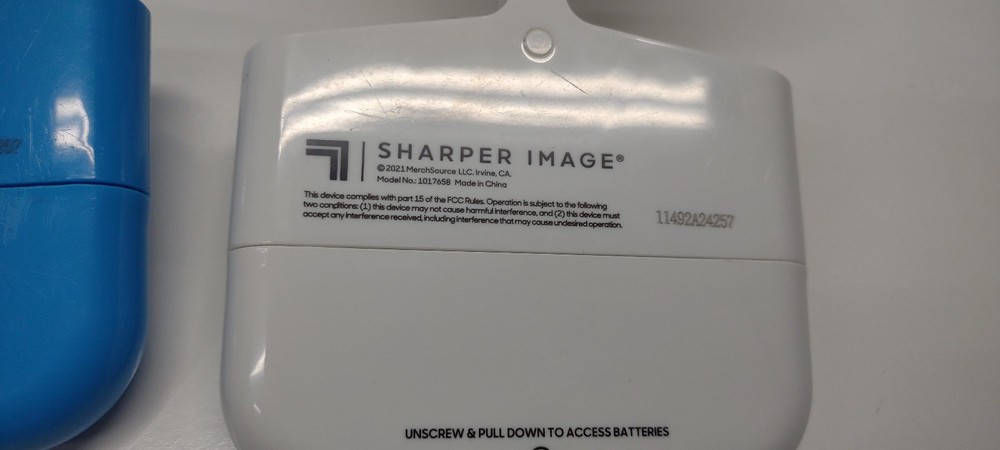 SHARPER IMAGE®
©2021 MerchSource LLC. Irvine, CA.
Model No.: 1017658 Made in China
This device complies with part 15 of the FCC Rules. Operation is subject to the following
two conditions: (1) this device may not cause harmful interference, and (2) this device must
accept any interference received, including interference that may cause undesired operation.
11492A24257
UNSCREW & PULL DOWN TO ACCESS BATTERIES